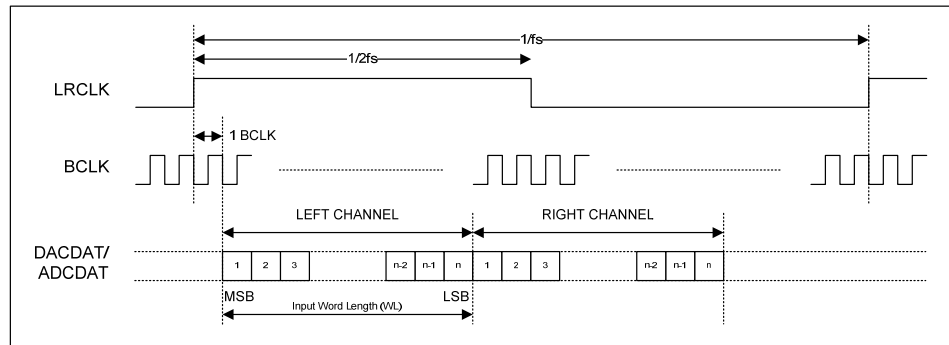 1/fs
1/2fs
LRCLK
1 BCLK
BCLK
LEFT CHANNEL RIGHT CHANNEL
DACDAT/
ADCDAT
1 2 3 n-2 n-1 n 1 2 3 n-2 n-1 n
MSB LSB
Input Word Length (WL)